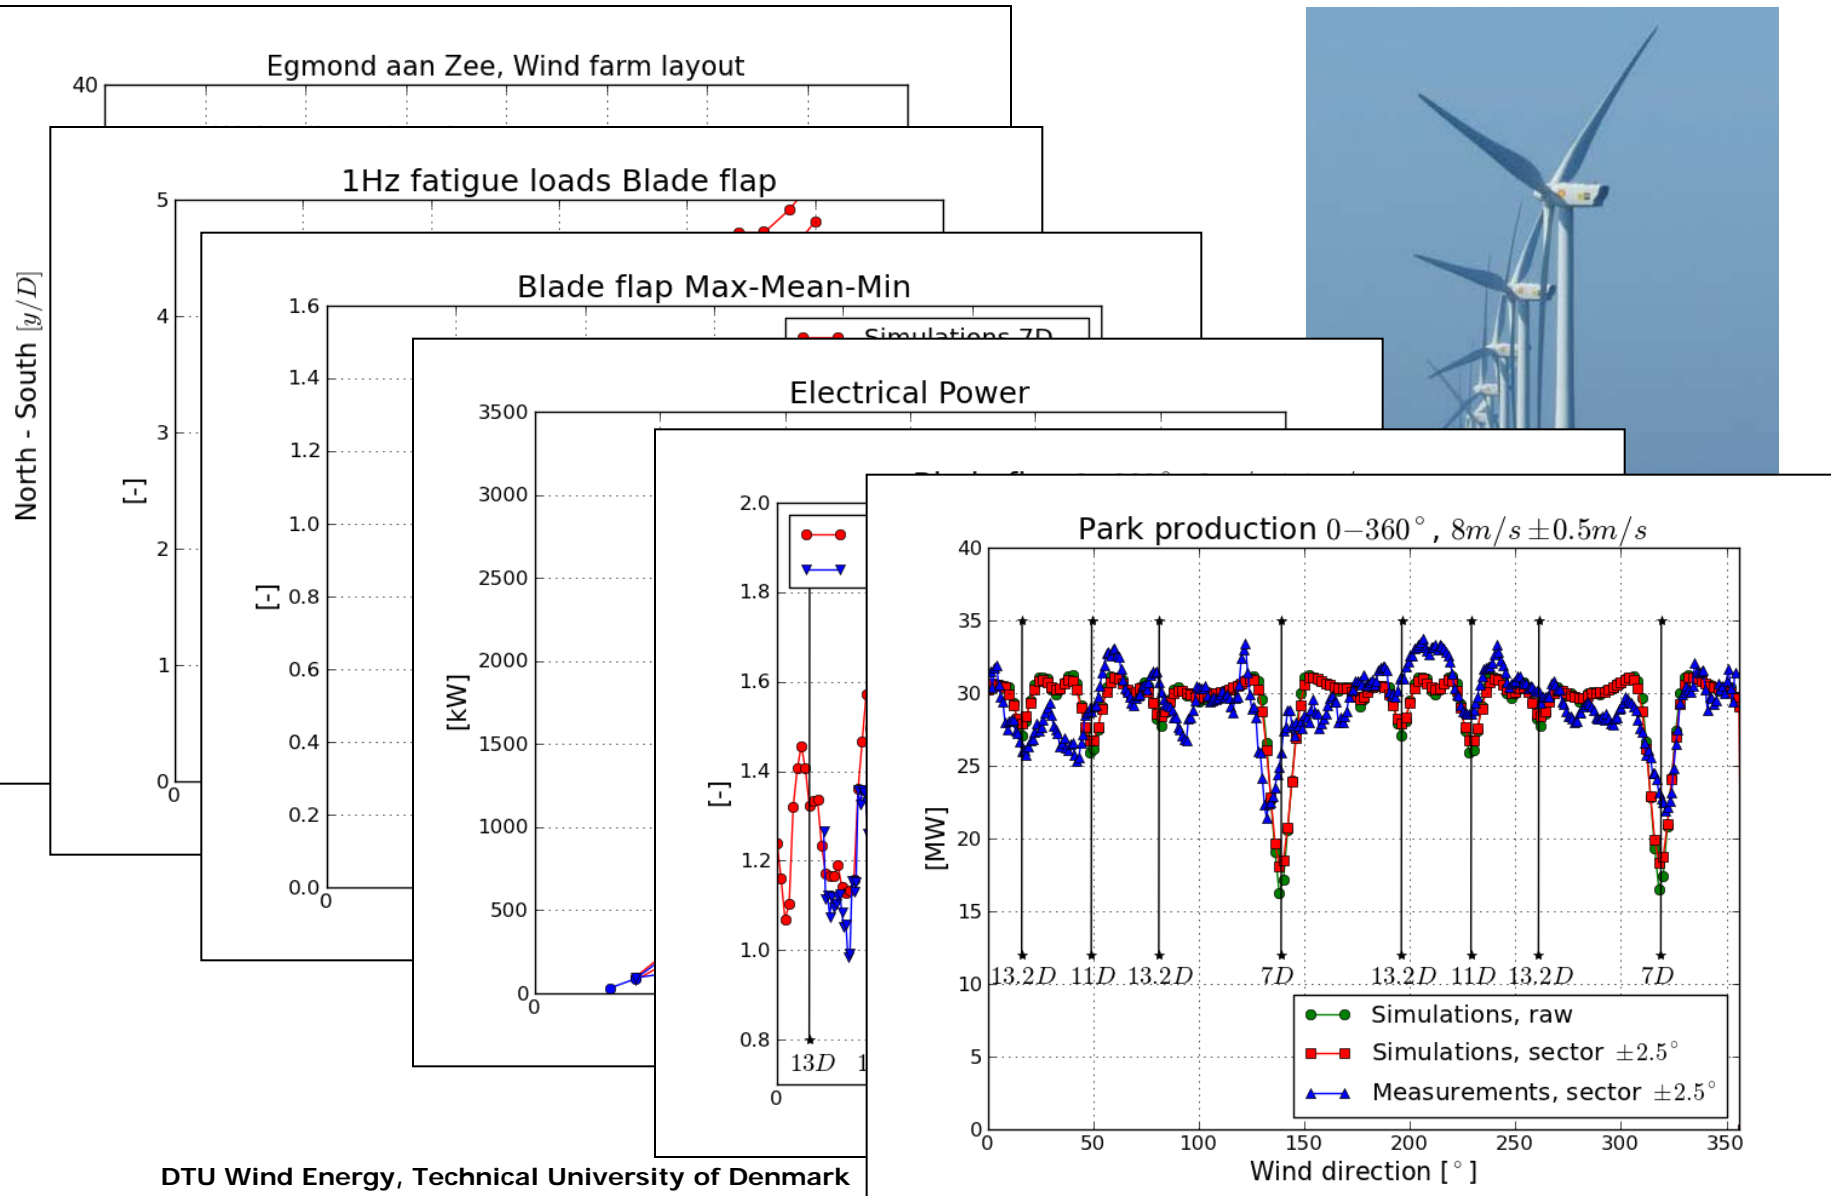 Egmond aan Zee, Wind farm layout
40
North - South [y/D]
1Hz fatigue loads Blade flap
5
4
3
2
1
0
0
[-]
Blade flap Max-Mean-Min
1.6
1.4
1.2
1.0
0.8
0.6
0.4
0.2
0.0
0
[-]
Simulations 7D
Electrical Power
3500
3000
2500
2000
1500
1000
500
0
0
[kW]
2.0
1.8
1.6
1.4
1.2
1.0
0.8
0
[-]
13D
Park production 0−360°, 8m/s ±0.5m/s
40
35
30
25
20
15
10
5
0
[MW]
13.2D 11D 13.2D 7D 13.2D 11D 13.2D 7D
Simulations, raw
Simulations, sector ±2.5°
Measurements, sector ±2.5°
0 50 100 150 200 250 300 350
Wind direction [°]
DTU Wind Energy, Technical University of Denmark